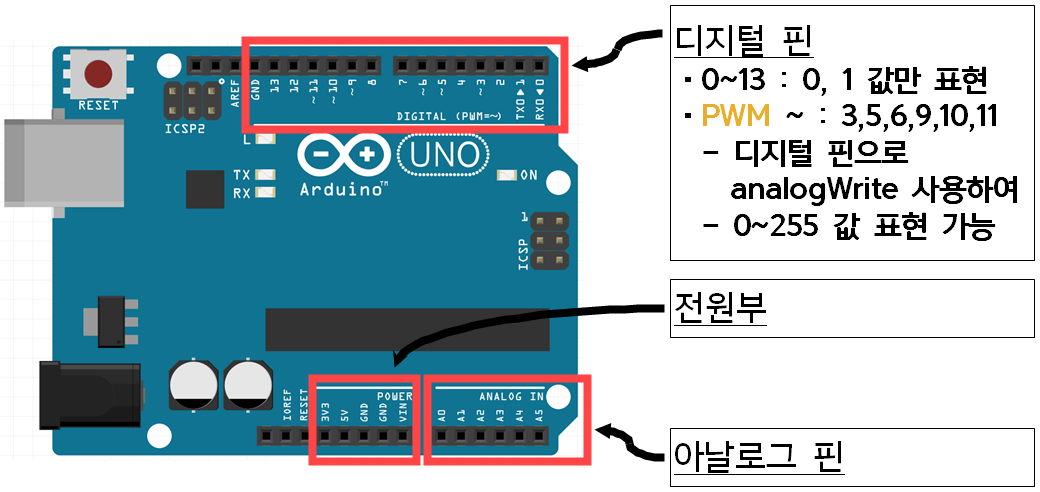 디지털 핀
· 0~13 : 0, 1 값만 표현
· PWM ~ : 3,5,6,9,10,11
- 디지털 핀으로
analogWrite 사용하여
- 0~255 값 표현 가능
전원부
아날로그 핀
RESET
ICSP2
AREF
GND
13
12
~11
~10
~9
8
7
~6
~5
4
~3
2
TX0▶1
RX0◀0
DIGITAL (PWM=~)
L
TX
RX
Arduino™
UNO
ON
1
ICSP
IOREF
RESET
3V3
5V
GND
GND
VIN
POWER
ANALOG IN
A0
A1
A2
A3
A4
A5